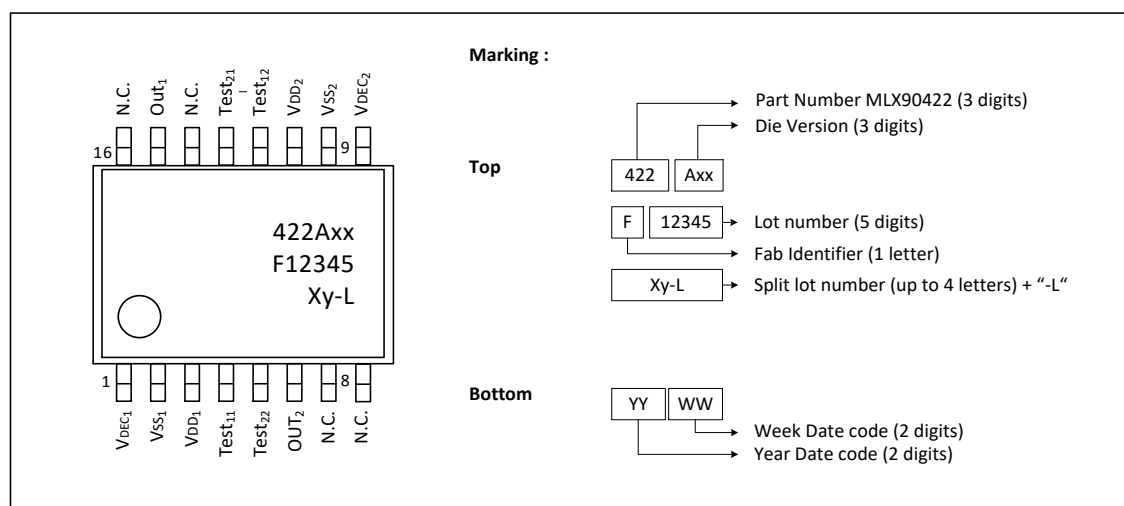 Marking :
N.C.
Out₁
N.C.
Test₂₁
Test₁₂
VDD₂
VSS₂
VDEC₂
16
9
422Axx
F12345
Xy-L
1
8
VDEC₁
VSS₁
VDD₁
Test₁₁
Test₂₂
OUT₂
N.C.
N.C.
Part Number MLX90422 (3 digits)
Die Version (3 digits)
Top
422 Axx
F 12345 Lot number (5 digits)
Fab Identifier (1 letter)
Xy-L Split lot number (up to 4 letters) + “-L“
Bottom
YY WW
Week Date code (2 digits)
Year Date code (2 digits)